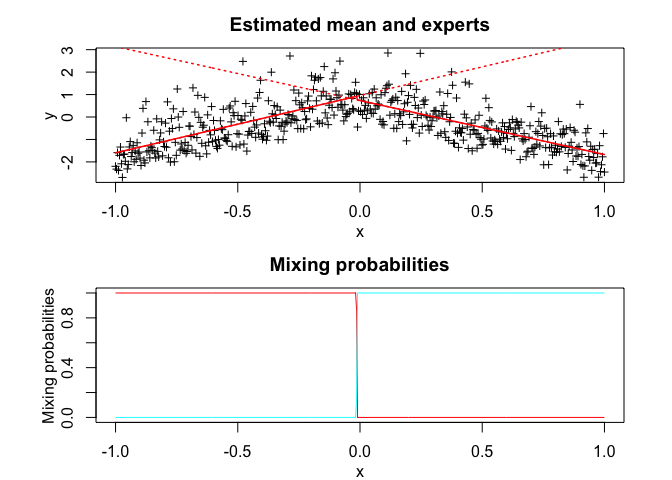 Estimated mean and experts
y
3
2
1
0
-2
-1.0 -0.5 0.0 0.5 1.0
x
Mixing probabilities
Mixing probabilities
0.8
0.4
0.0
-1.0 -0.5 0.0 0.5 1.0
x